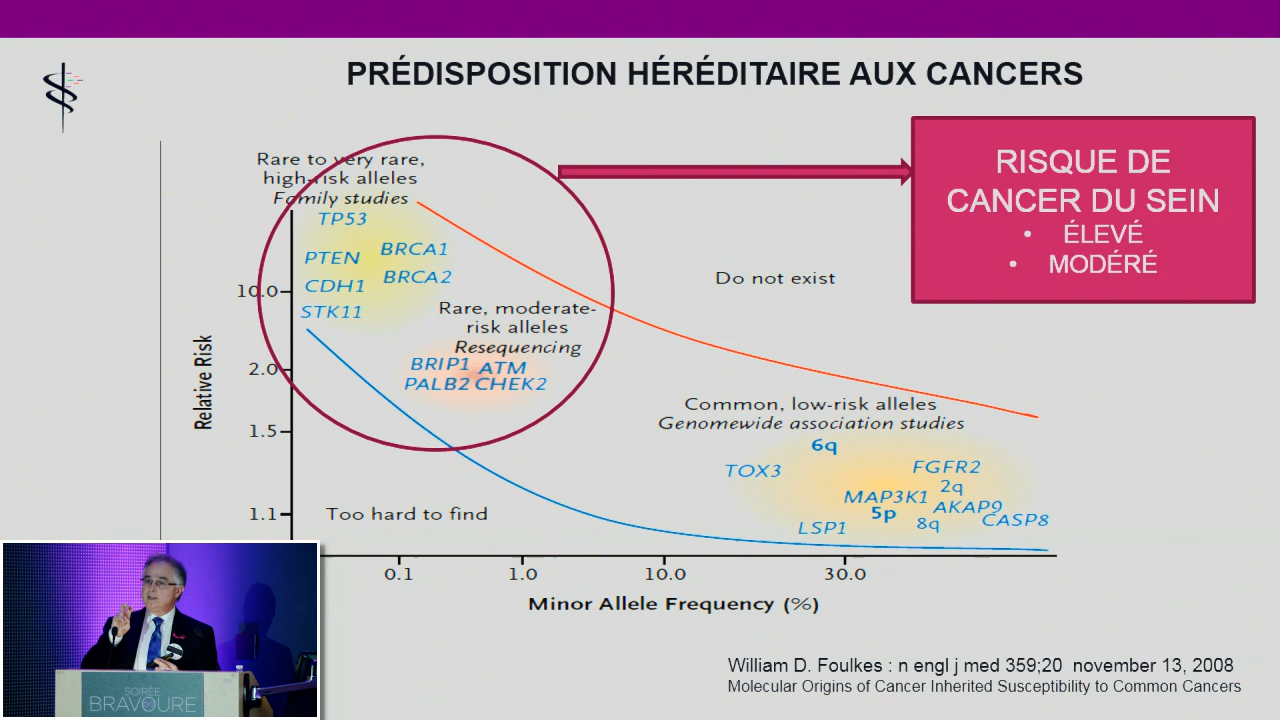 PRÉDISPOSITION HÉRÉDITAIRE AUX CANCERS
RISQUE DE
CANCER DU SEIN
• ÉLEVÉ
• MODÉRÉ
Rare to very rare,
high-risk alleles
Family studies
TP53
PTEN
BRCA1
CDH1
BRCA2
STK11
Rare, moderate-
risk alleles
Resequencing
BRIP1 ATM
PALB2 CHEK2
Do not exist
Common, low-risk alleles
Genomewide association studies
6q
TOX3
FGFR2
2q
MAP3K1
AKAP9
5p
8q
CASP8
LSP1
Too hard to find
Relative Risk
10.0
2.0
1.5
1.1
0.1
1.0
10.0
30.0
Minor Allele Frequency (%)
William D. Foulkes : n engl j med 359;20 november 13, 2008
Molecular Origins of Cancer Inherited Susceptibility to Common Cancers
SOIRÉE
BRAVOURE